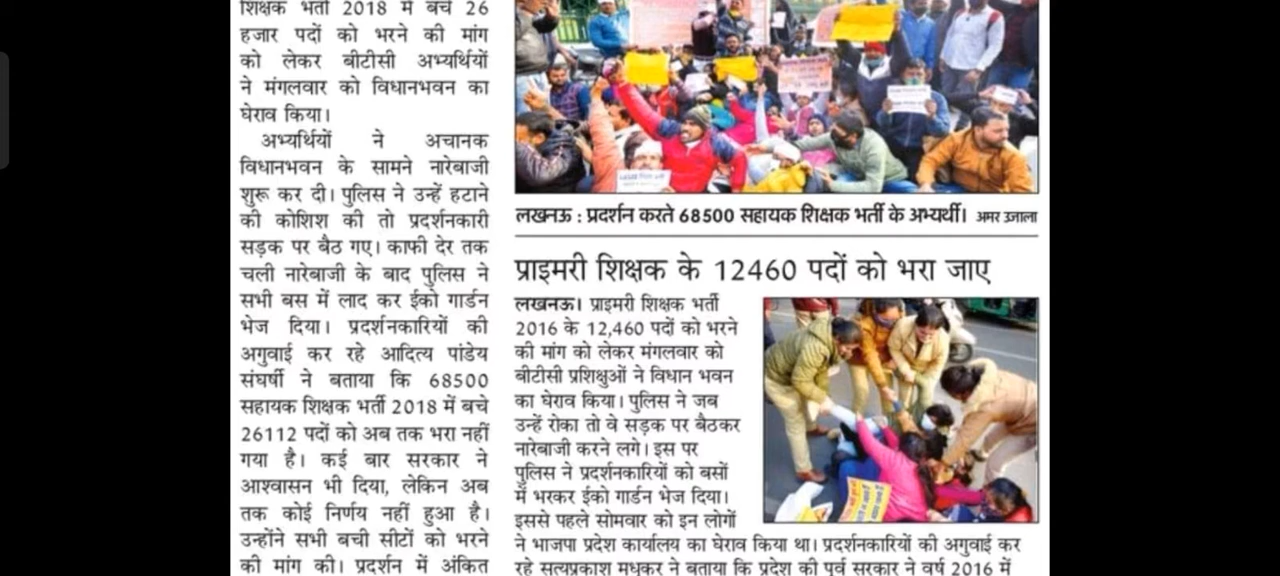 शिक्षक भर्ती 2018 में बचे 26
हजार पदों को भरने की मांग
को लेकर बीटीसी अभ्यर्थियों
ने मंगलवार को विधानभवन का
घेराव किया।
अभ्यर्थियों ने अचानक
विधानभवन के सामने नारेबाजी
शुरू कर दी। पुलिस ने उन्हें हटाने
की कोशिश की तो प्रदर्शनकारी
सड़क पर बैठ गए। काफी देर तक
चली नारेबाजी के बाद पुलिस ने
सभी बस में लाद कर ईको गार्डन
भेज दिया। प्रदर्शनकारियों की
अगुवाई कर रहे आदित्य पांडेय
संघर्षी ने बताया कि 68500
सहायक शिक्षक भर्ती 2018 में बचे
26112 पदों को अब तक भरा नहीं
गया है। कई बार सरकार ने
आश्वासन भी दिया, लेकिन अब
तक कोई निर्णय नहीं हुआ है।
उन्होंने सभी बची सीटों को भरने
की मांग की। प्रदर्शन में अंकित
लखनऊ : प्रदर्शन करते 68500 सहायक शिक्षक भर्ती के अभ्यर्थी। अमर उजाला
प्राइमरी शिक्षक के 12460 पदों को भरा जाए
लखनऊ। प्राइमरी शिक्षक भर्ती
2016 के 12,460 पदों को भरने
की मांग को लेकर मंगलवार को
बीटीसी प्रशिक्षुओं ने विधान भवन
का घेराव किया। पुलिस ने जब
उन्हें रोका तो वे सड़क पर बैठकर
नारेबाजी करने लगे। इस पर
पुलिस ने प्रदर्शनकारियों को बसों
में भरकर ईको गार्डन भेज दिया।
इससे पहले सोमवार को इन लोगों
ने भाजपा प्रदेश कार्यालय का घेराव किया था। प्रदर्शनकारियों की अगुवाई कर
रहे सत्यप्रकाश मधुकर ने बताया कि प्रदेश की पूर्व सरकार ने वर्ष 2016 में